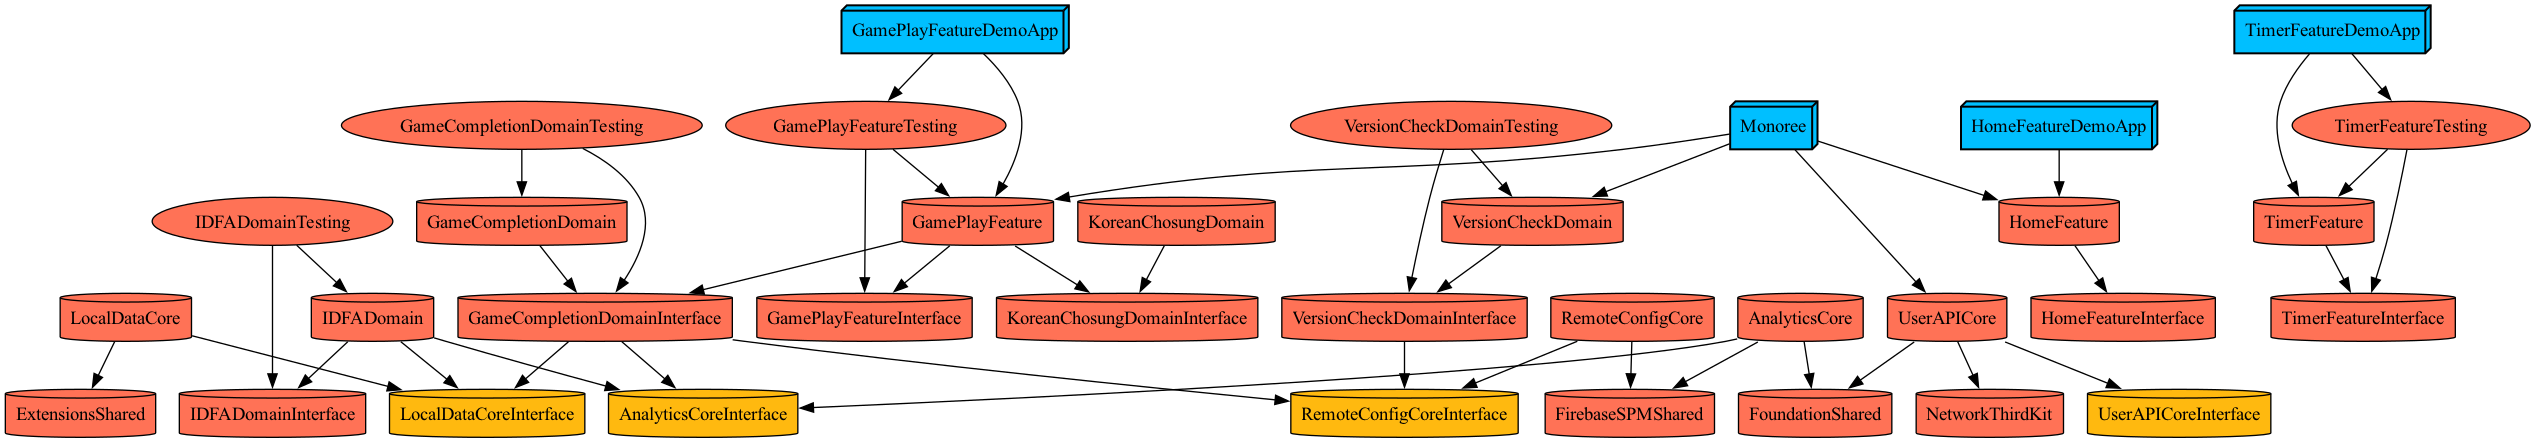 GamePlayFeatureDemoApp
TimerFeatureDemoApp
GameCompletionDomainTesting
GamePlayFeatureTesting
VersionCheckDomainTesting
Monoree
HomeFeatureDemoApp
TimerFeatureTesting
IDFADomainTesting
GameCompletionDomain
GamePlayFeature
KoreanChosungDomain
VersionCheckDomain
HomeFeature
TimerFeature
LocalDataCore
IDFADomain
GameCompletionDomainInterface
GamePlayFeatureInterface
KoreanChosungDomainInterface
VersionCheckDomainInterface
RemoteConfigCore
AnalyticsCore
UserAPICore
HomeFeatureInterface
TimerFeatureInterface
ExtensionsShared
IDFADomainInterface
LocalDataCoreInterface
AnalyticsCoreInterface
RemoteConfigCoreInterface
FirebaseSPMShared
FoundationShared
NetworkThirdKit
UserAPICoreInterface